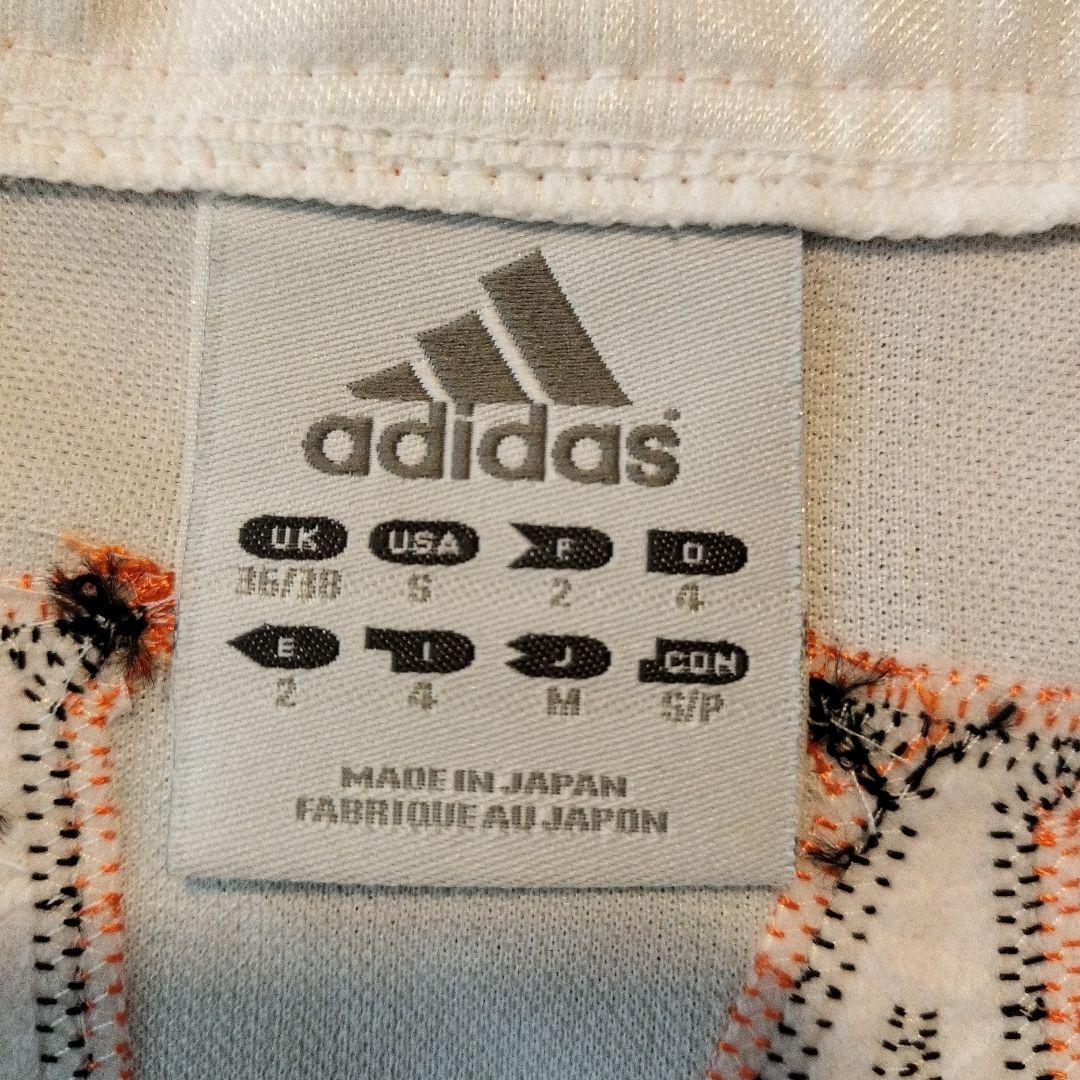 adidas®
UK USA F D
36/38 S 2 4
E I J CDN
2 4 M S/P
MADE IN JAPAN
FABRIQUE AU JAPON